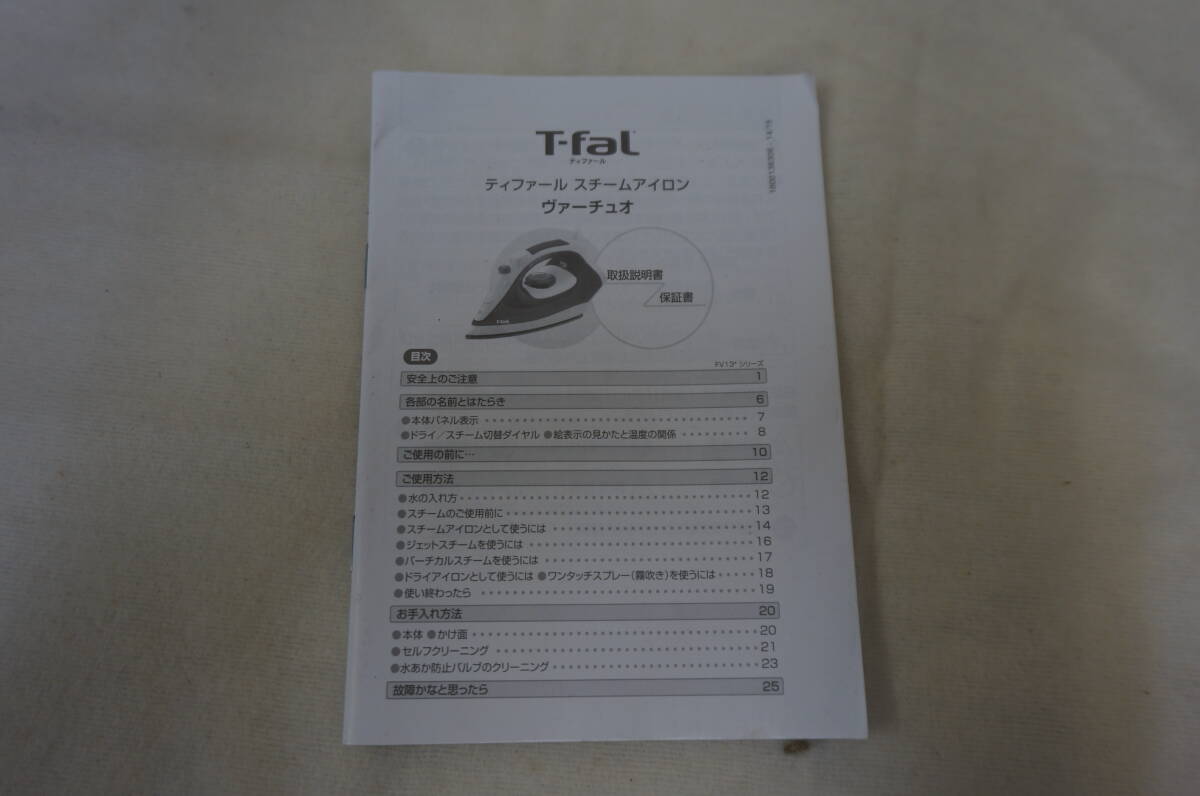 T-faL
ティファール
ティファール スチームアイロン
ヴァーチュオ
取扱説明書
保証書
T-faL
目次
FV13* シリーズ
安全上のご注意 1
各部の名前とはたらき 6
●本体パネル表示 7
●ドライ／スチーム切替ダイヤル ●絵表示の見かたと温度の関係 8
ご使用の前に… 10
ご使用方法 12
●水の入れ方 12
●スチームのご使用前に 13
●スチームアイロンとして使うには 14
●ジェットスチームを使うには 16
●バーチカルスチームを使うには 17
●ドライアイロンとして使うには ●ワンタッチスプレー(霧吹き)を使うには 18
●使い終わったら 19
お手入れ方法 20
●本体 ●かけ面 20
●セルフクリーニング 21
●水あか防止バルブのクリーニング 23
故障かなと思ったら 25